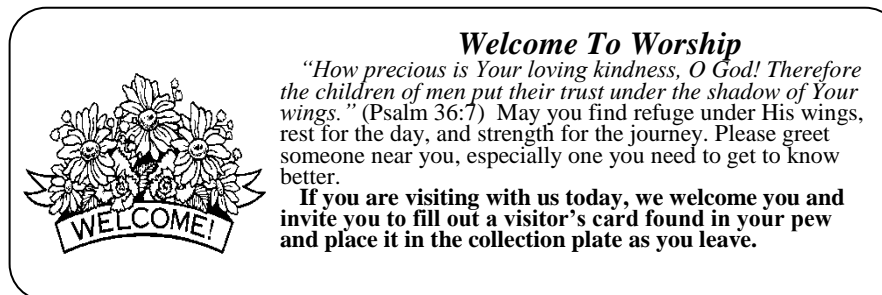 Welcome To Worship
“How precious is Your loving kindness, O God! Therefore
the children of men put their trust under the shadow of Your
wings.” (Psalm 36:7)  May you find refuge under His wings,
rest for the day, and strength for the journey. Please greet
someone near you, especially one you need to get to know
better.
If you are visiting with us today, we welcome you and
invite you to fill out a visitor’s card found in your pew
and place it in the collection plate as you leave.
WELCOME!